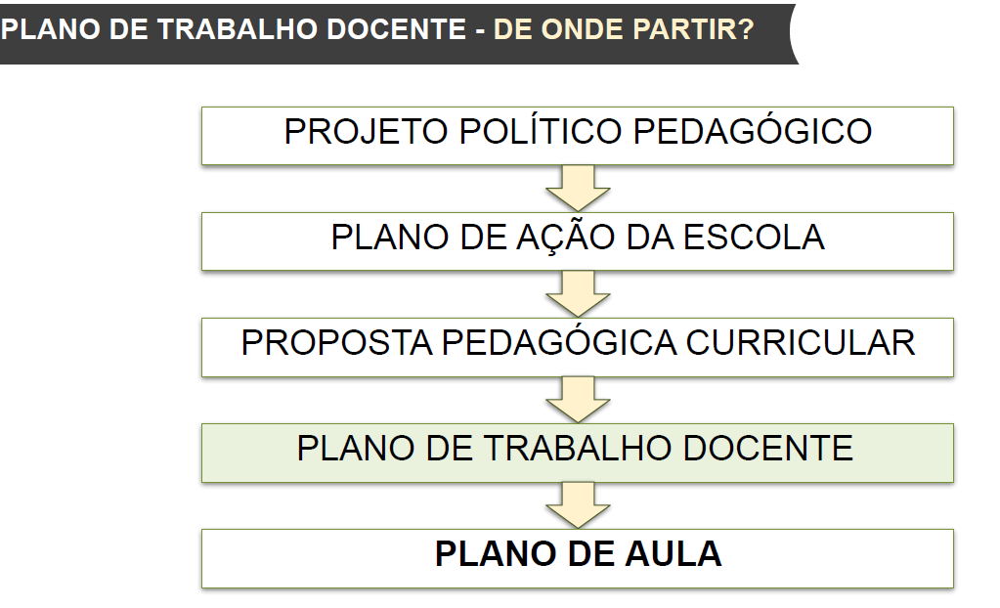 PLANO DE TRABALHO DOCENTE - DE ONDE PARTIR?
PROJETO POLÍTICO PEDAGÓGICO
PLANO DE AÇÃO DA ESCOLA
PROPOSTA PEDAGÓGICA CURRICULAR
PLANO DE TRABALHO DOCENTE
PLANO DE AULA